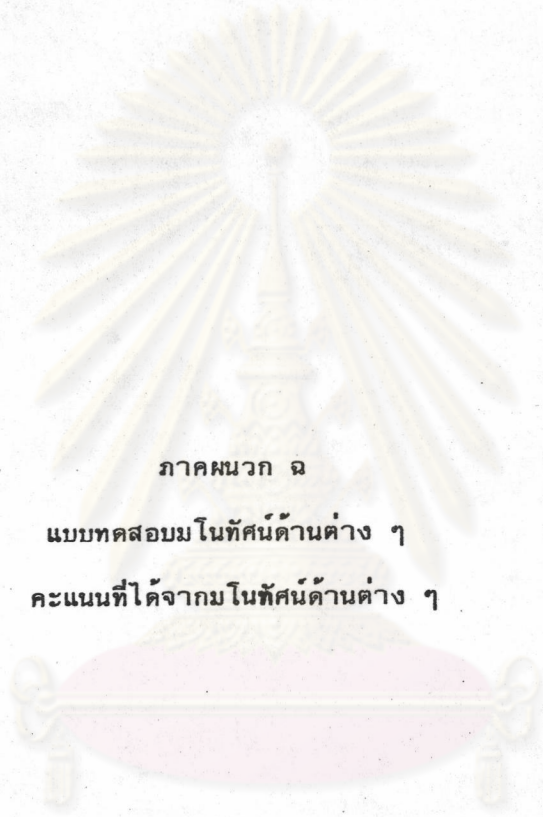 ภาคผนวก ฉ
แบบทดสอบมโนทัศน์ด้านต่าง ๆ
คะแนนที่ได้จากมโนทัศน์ด้านต่าง ๆ